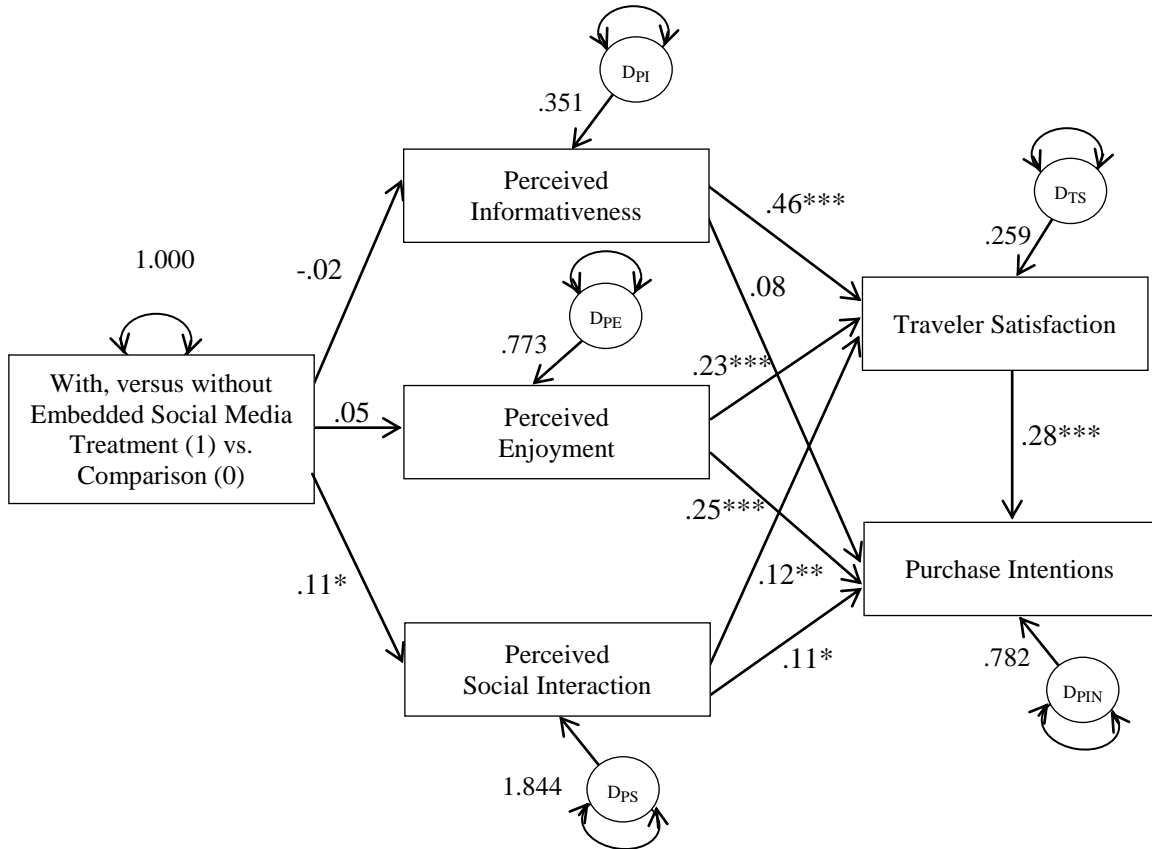 D_PI
.351
Perceived
Informativeness
D_TS
.46***
.259
1.000
-.02
D_PE
.08
Traveler Satisfaction
.773
With, versus without
Embedded Social Media
Treatment (1) vs.
Comparison (0)
.05
Perceived
Enjoyment
.23***
.28***
.25***
.12**
Purchase Intentions
.11*
Perceived
Social Interaction
.11*
.782
D_PIN
1.844
D_PS